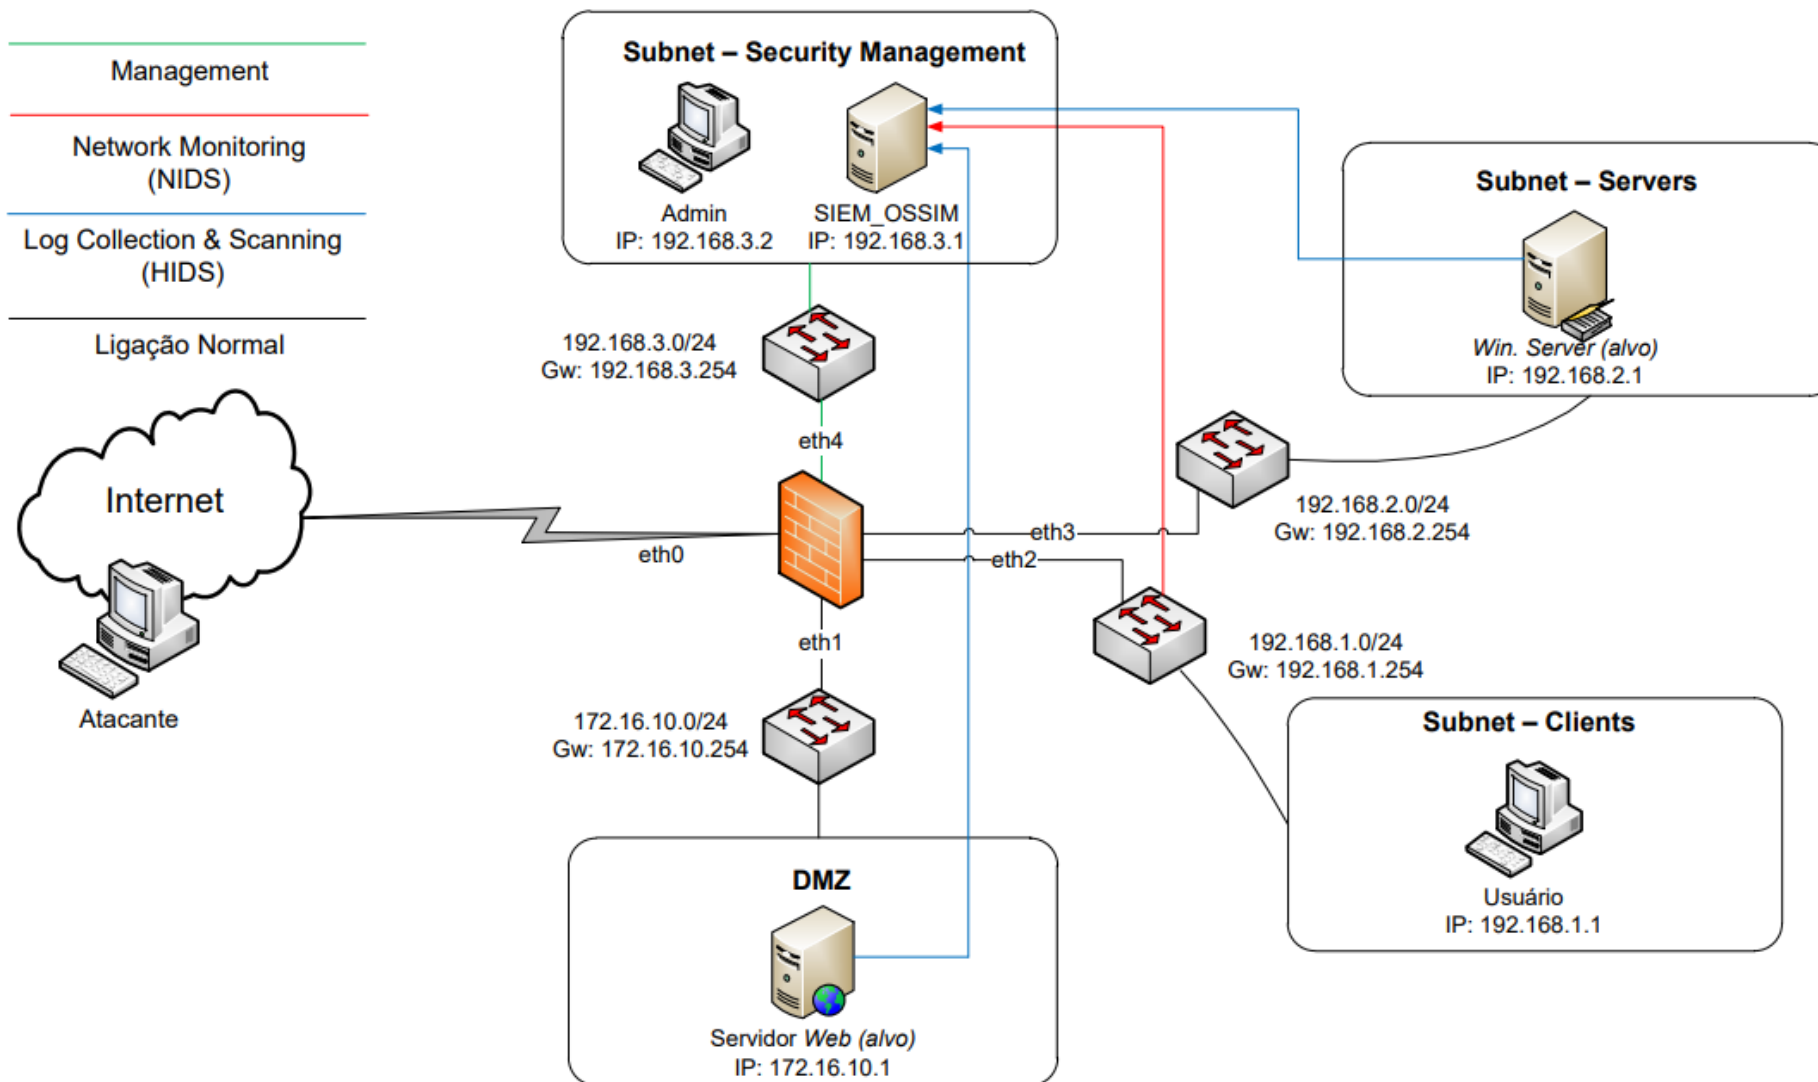 Management
Network Monitoring
(NIDS)
Log Collection & Scanning
(HIDS)
Ligação Normal
Subnet – Security Management
Admin
IP: 192.168.3.2
SIEM_OSSIM
IP: 192.168.3.1
Subnet – Servers
Win. Server (alvo)
IP: 192.168.2.1
192.168.3.0/24
Gw: 192.168.3.254
eth4
Internet
eth0
eth3
eth2
192.168.2.0/24
Gw: 192.168.2.254
Atacante
eth1
192.168.1.0/24
Gw: 192.168.1.254
172.16.10.0/24
Gw: 172.16.10.254
Subnet – Clients
Usuário
IP: 192.168.1.1
DMZ
Servidor Web (alvo)
IP: 172.16.10.1